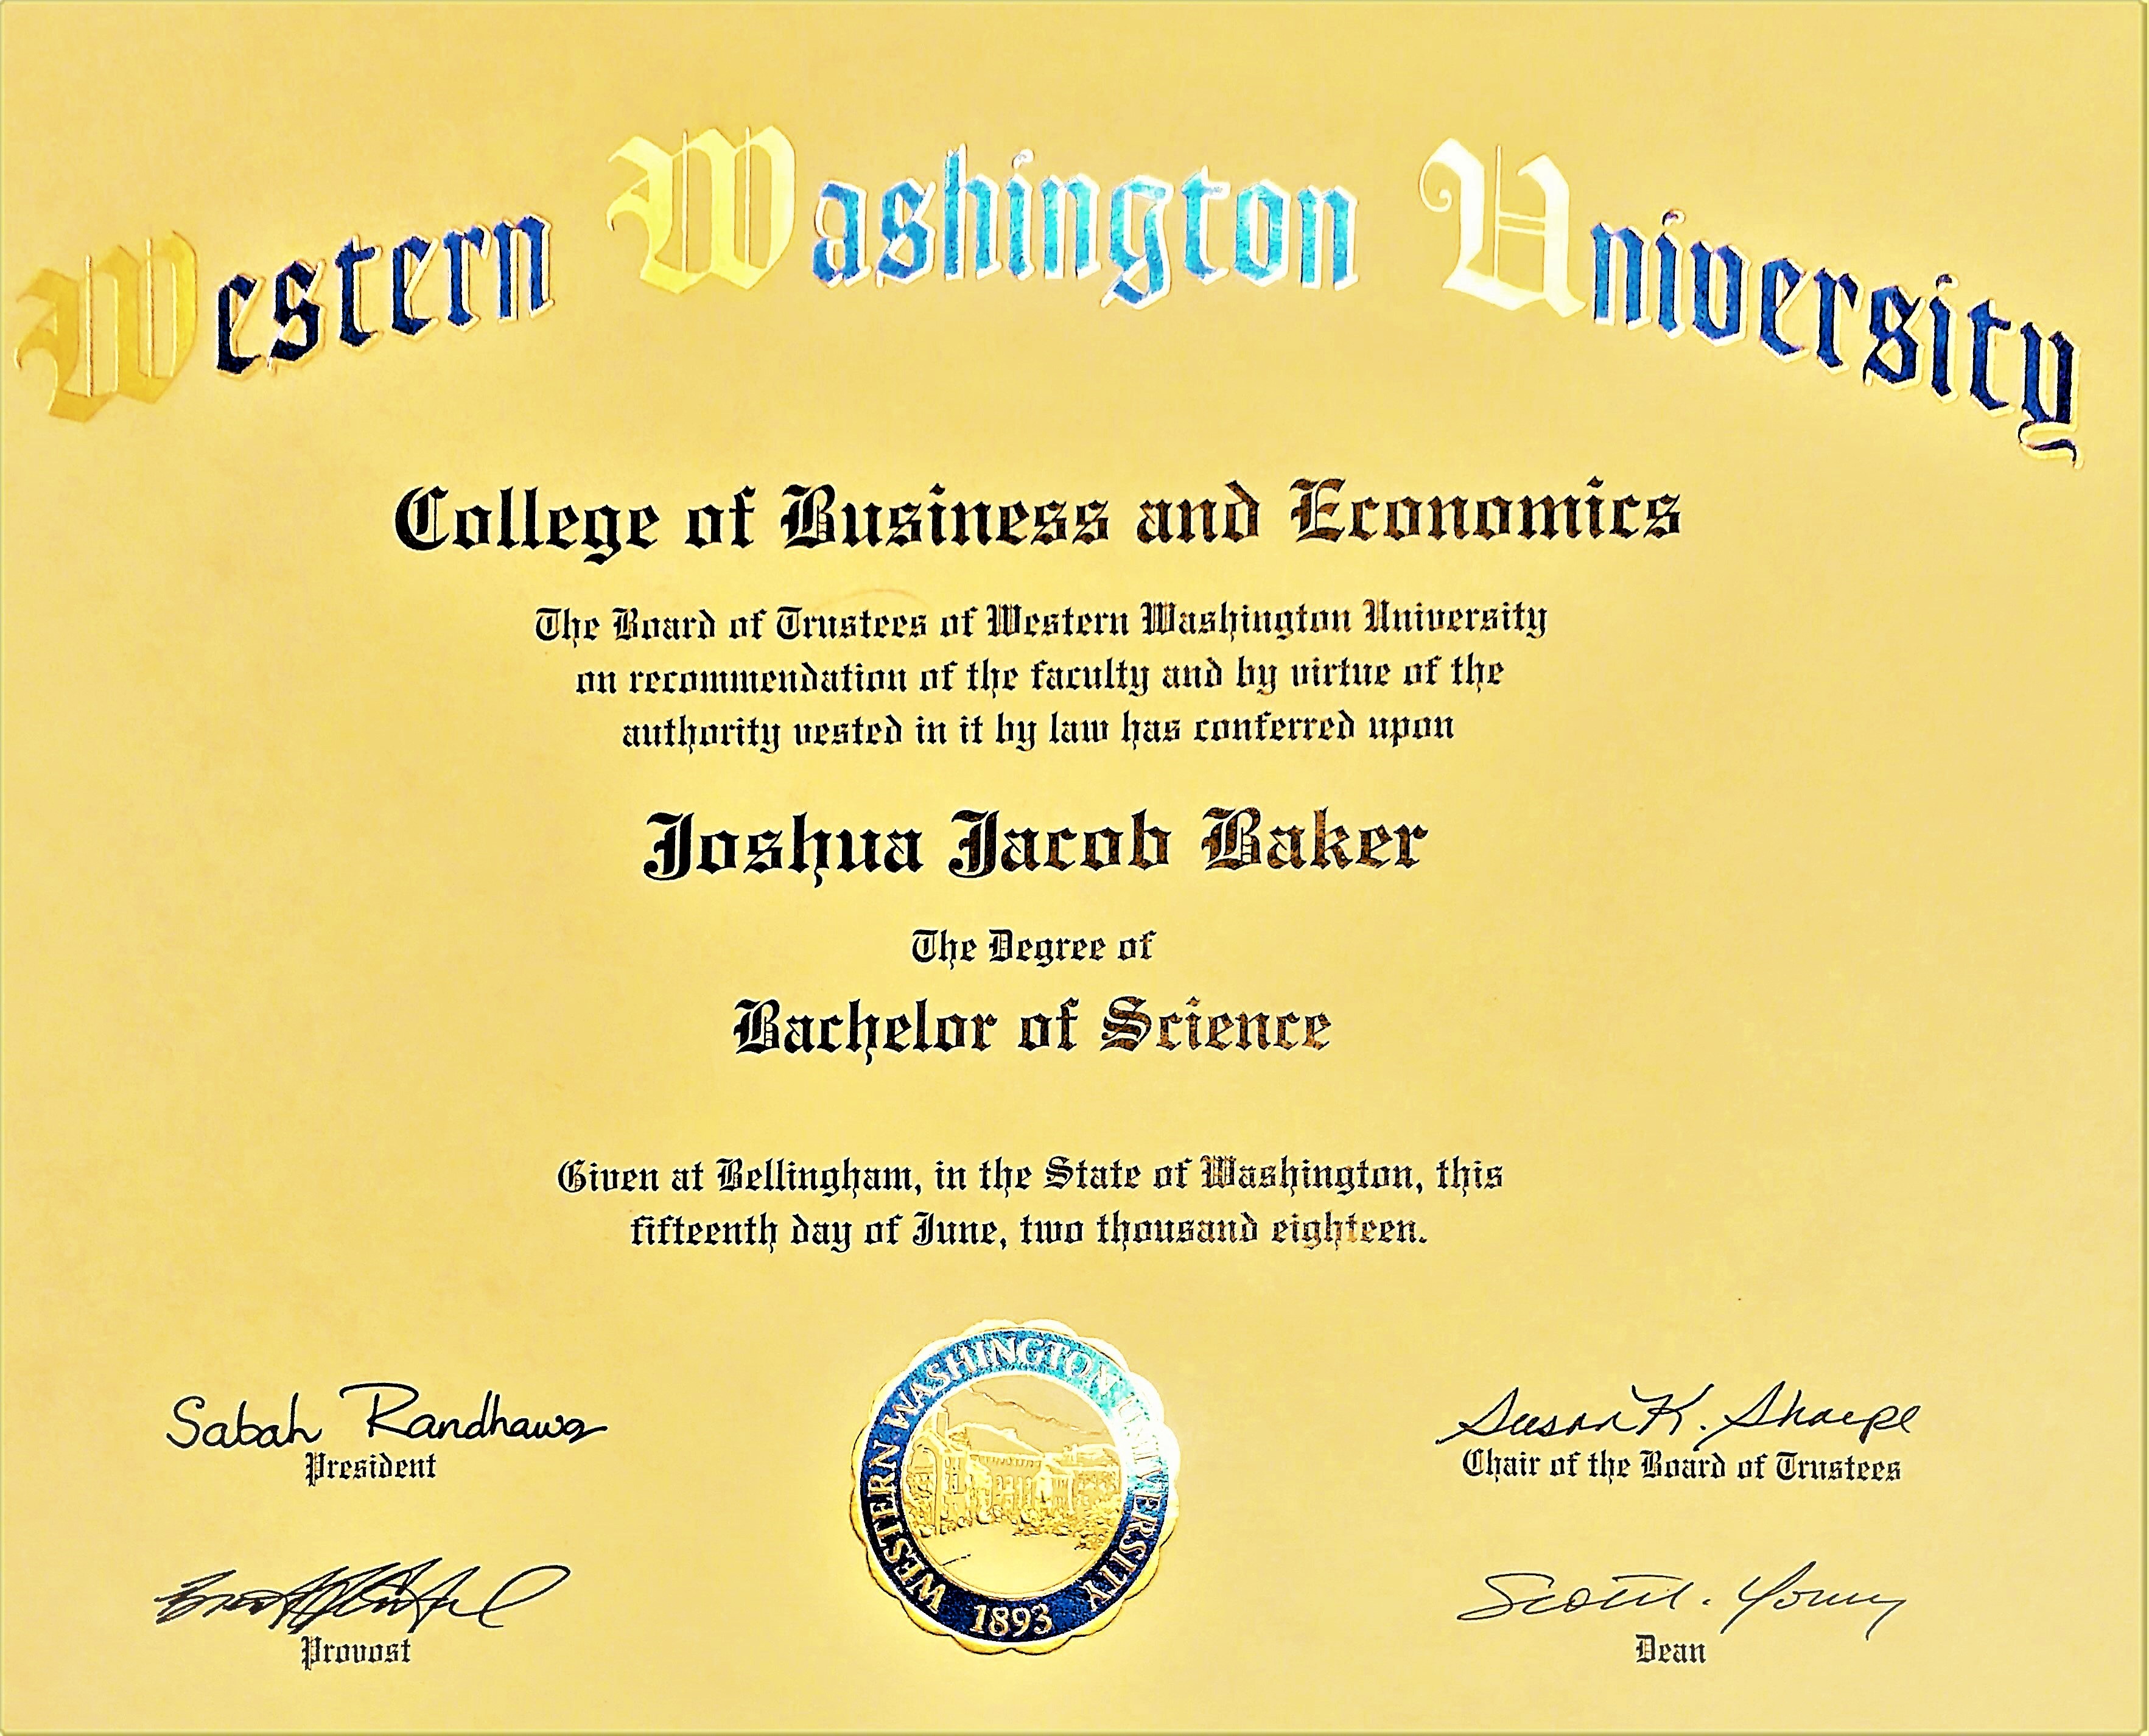 Western Washington University
College of Business and Economics
The Board of Trustees of Western Washington University
on recommendation of the faculty and by virtue of the
authority vested in it by law has conferred upon
Joshua Jacob Baker
The Degree of
Bachelor of Science
Given at Bellingham, in the State of Washington, this
fifteenth day of June, two thousand eighteen.
Sabah Randhawa
President
Susan K. Sharpe
Chair of the Board of Trustees
WESTERN WASHINGTON UNIVERSITY
1893
Provost
Scott . Young
Dean